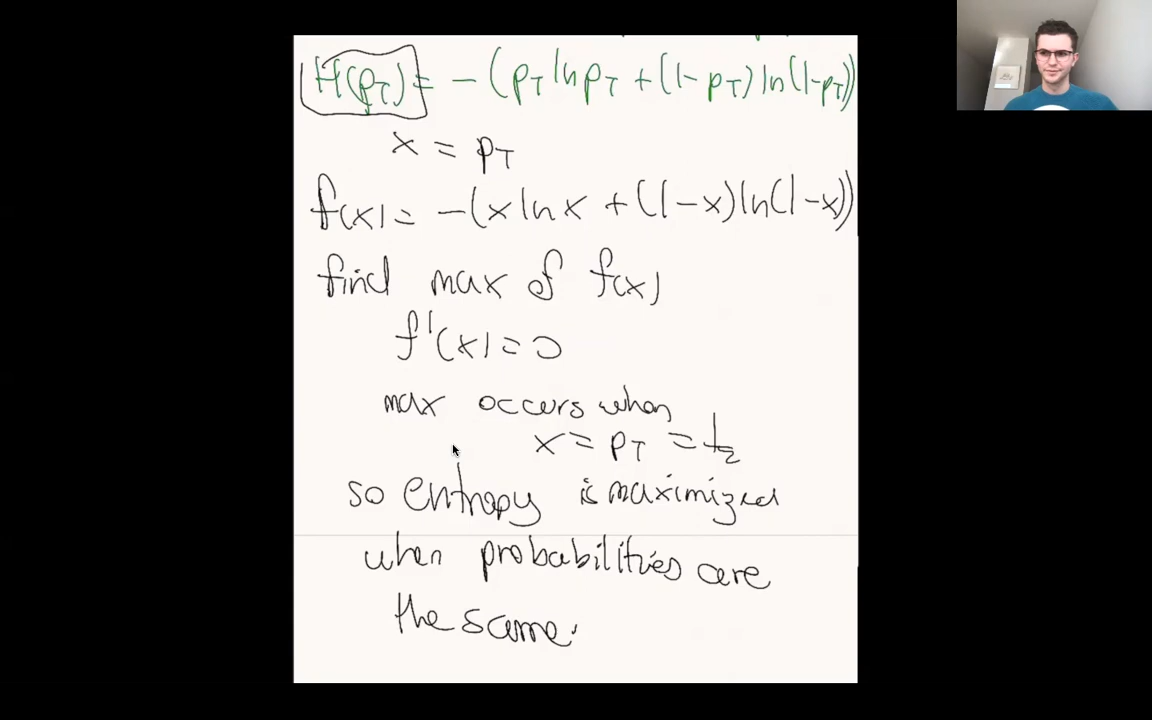 H(pT) = -(pT ln pT + (1-pT) ln(1-pT))
x = pT
f(x) = -(x ln x + (1-x) ln(1-x))
find max of f(x)
f'(x) = 0
max occurs when
x = pT = 1/2
so entropy is maximized
when probabilities are
the same.